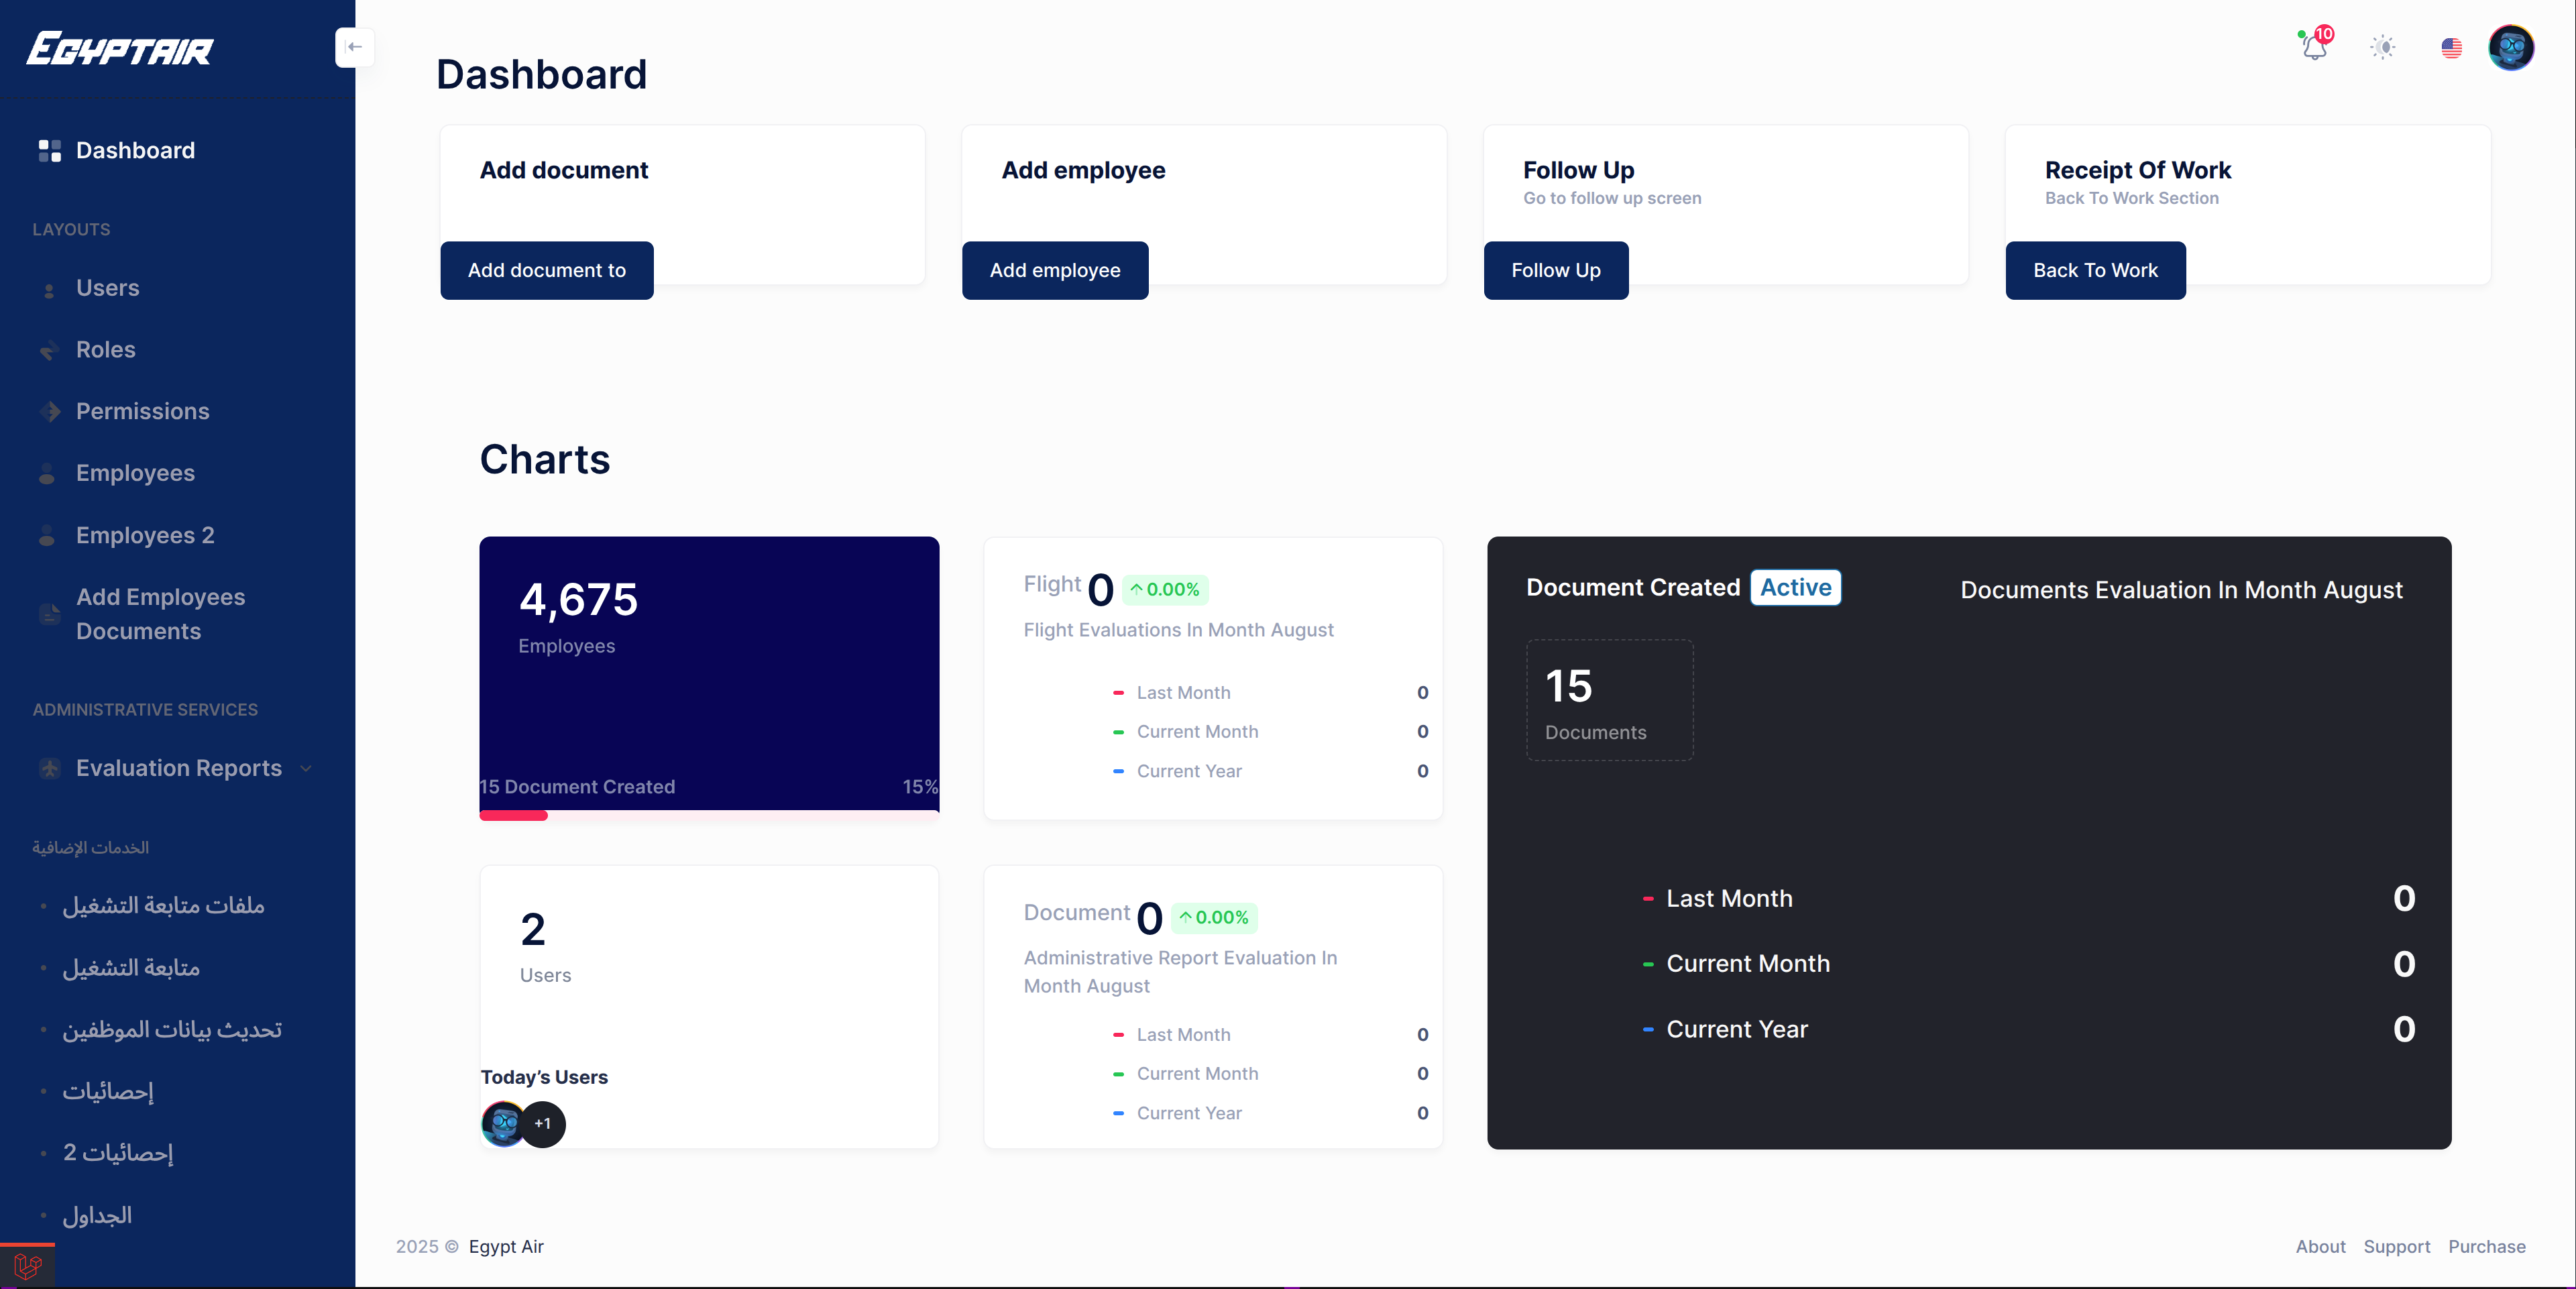 EGYPTAIR
Dashboard
LAYOUTS
Users
Roles
Permissions
Employees
Employees 2
Add Employees
Documents
ADMINISTRATIVE SERVICES
Evaluation Reports
الخدمات الإضافية
ملفات متابعة التشغيل
متابعة التشغيل
تحديث بيانات الموظفين
إحصائيات
إحصائيات 2
الجداول
Dashboard
10
Add document
Add document to
Add employee
Add employee
Follow Up
Go to follow up screen
Follow Up
Receipt Of Work
Back To Work Section
Back To Work
Charts
4,675
Employees
15 Document Created 15%
Flight 0 0.00%
Flight Evaluations In Month August
Last Month 0
Current Month 0
Current Year 0
2
Users
Today's Users
+1
Document 0 0.00%
Administrative Report Evaluation In
Month August
Last Month 0
Current Month 0
Current Year 0
Document Created Active
Documents Evaluation In Month August
15
Documents
Last Month 0
Current Month 0
Current Year 0
2025 © Egypt Air
About Support Purchase